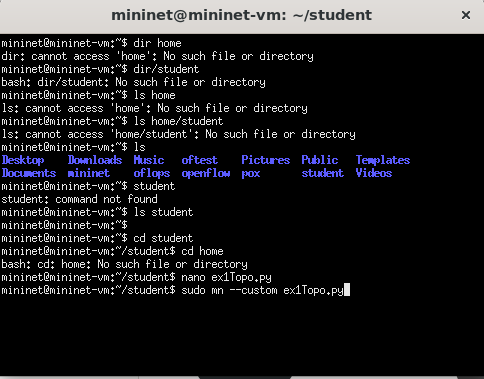 mininet@mininet-vm: ~/student ×
mininet@mininet-vm:~$ dir home
dir: cannot access 'home': No such file or directory
mininet@mininet-vm:~$ dir/student
bash: dir/student: No such file or directory
mininet@mininet-vm:~$ ls home
ls: cannot access 'home': No such file or directory
mininet@mininet-vm:~$ ls home/student
ls: cannot access 'home/student': No such file or directory
mininet@mininet-vm:~$ ls
Desktop Downloads Music oftest Pictures Public Templates
Documents mininet oflops openflow pox student Videos
mininet@mininet-vm:~$ student
student: command not found
mininet@mininet-vm:~$ ls student
mininet@mininet-vm:~$
mininet@mininet-vm:~$ cd student
mininet@mininet-vm:~/student$ cd home
bash: cd: home: No such file or directory
mininet@mininet-vm:~/student$ nano ex1Topo.py
mininet@mininet-vm:~/student$ sudo mn --custom ex1Topo.py